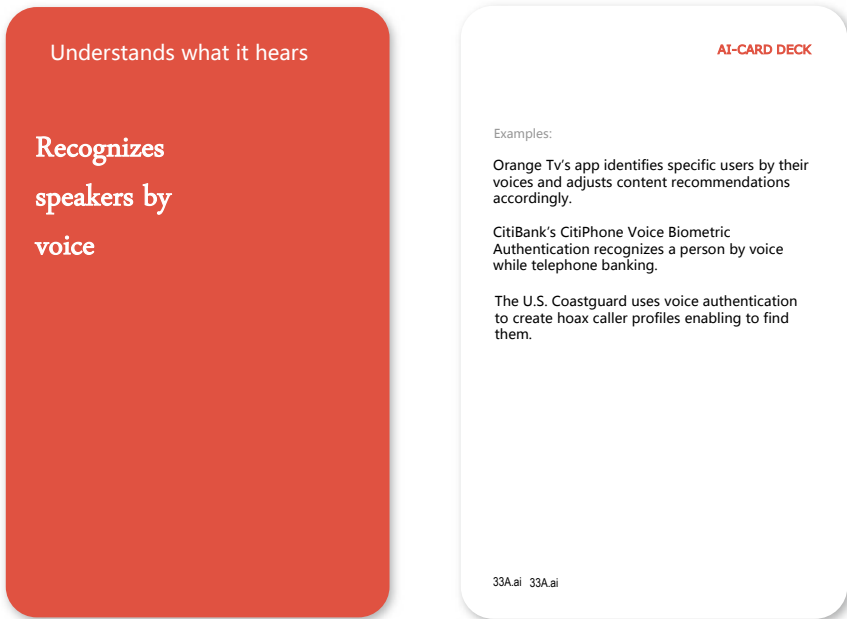 Understands what it hears
Recognizes
speakers by
voice
AI-CARD DECK
Examples:
Orange Tv’s app identifies specific users by their
voices and adjusts content recommendations
accordingly.
CitiBank’s CitiPhone Voice Biometric
Authentication recognizes a person by voice
while telephone banking.
The U.S. Coastguard uses voice authentication
to create hoax caller profiles enabling to find
them.
33A.ai 33A.ai